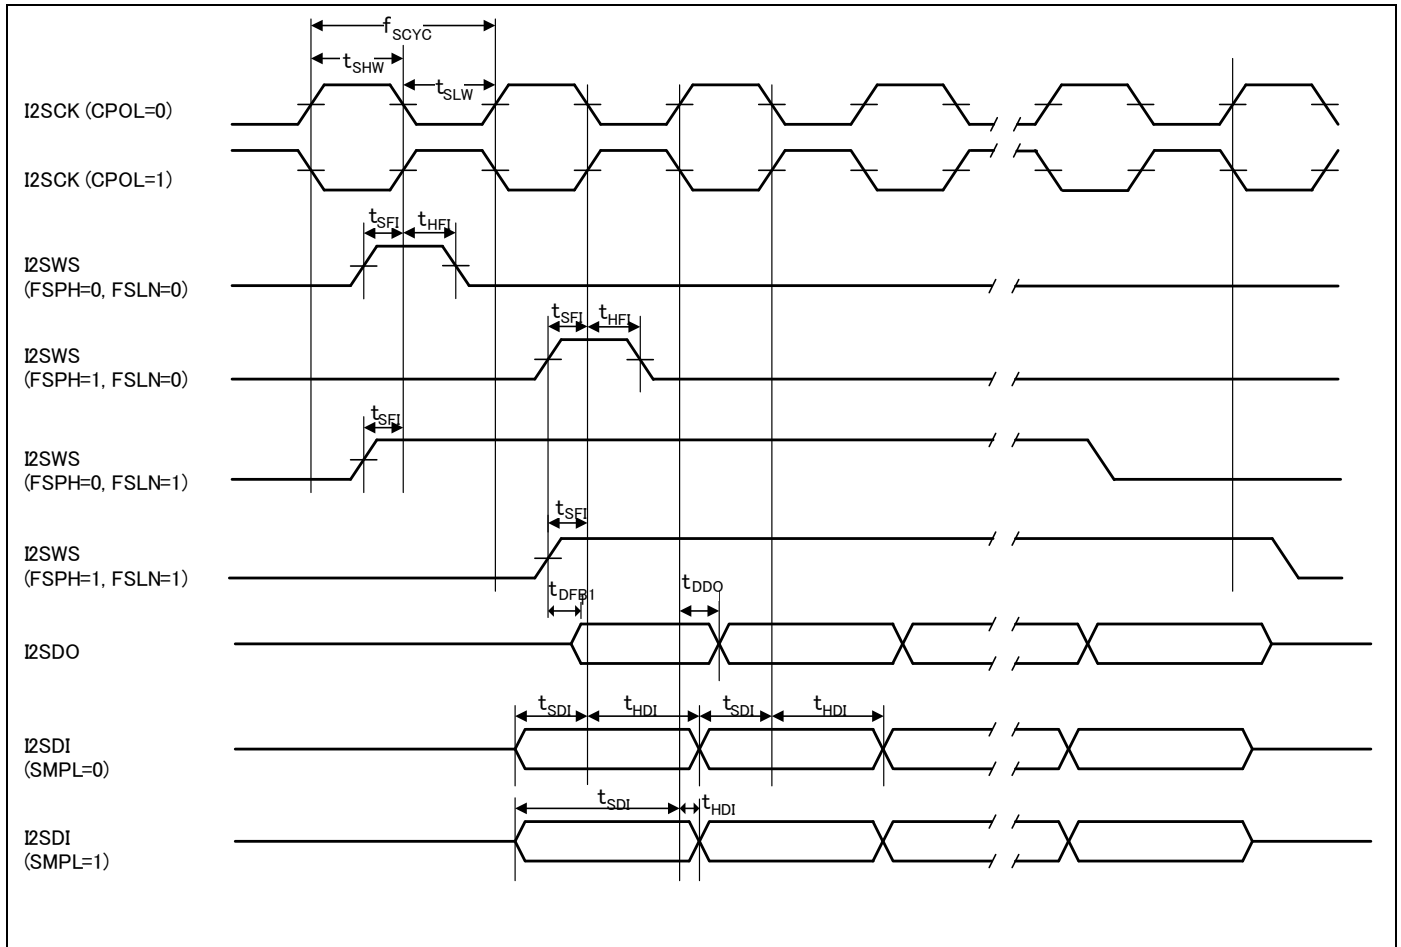 fSCYC
tSHW
tSLW
I2SCK (CPOL=0)
I2SCK (CPOL=1)
tSFI tHFI
I2SWS
(FSPH=0, FSLN=0)
tSFI tHFI
I2SWS
(FSPH=1, FSLN=0)
tSFI
I2SWS
(FSPH=0, FSLN=1)
tSFI
I2SWS
(FSPH=1, FSLN=1)
tDFB1 tDDO
I2SDO
tSDI tHDI tSDI tHDI
I2SDI
(SMPL=0)
tSDI tHDI
I2SDI
(SMPL=1)